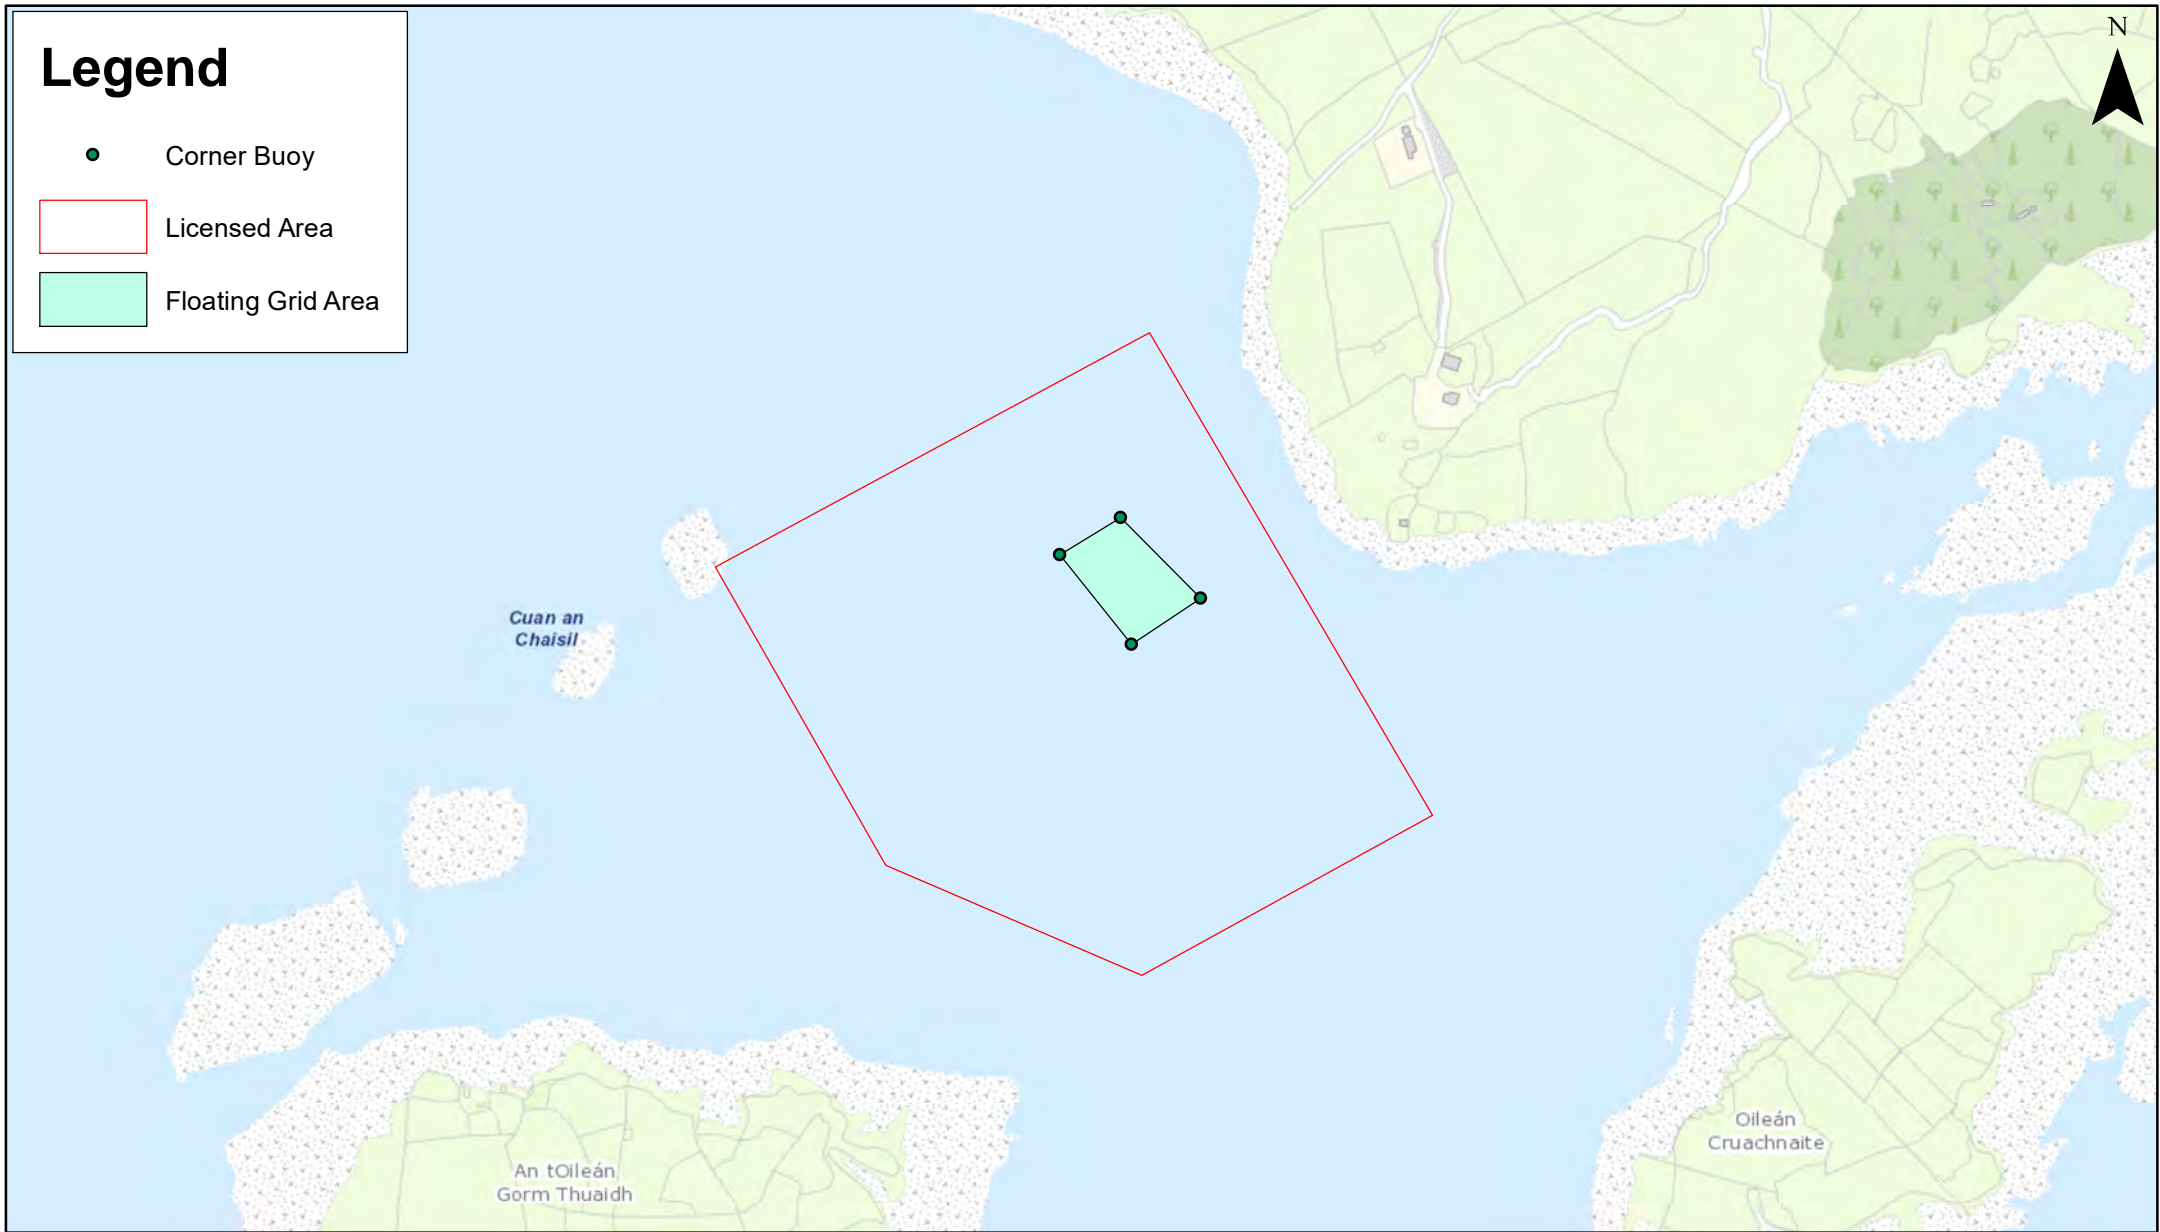 Legend
Corner Buoy
Licensed Area
Floating Grid Area
N
Cuan an
Chaisil
An tOileán
Gorm Thuaidh
Oileán
Cruachnaite